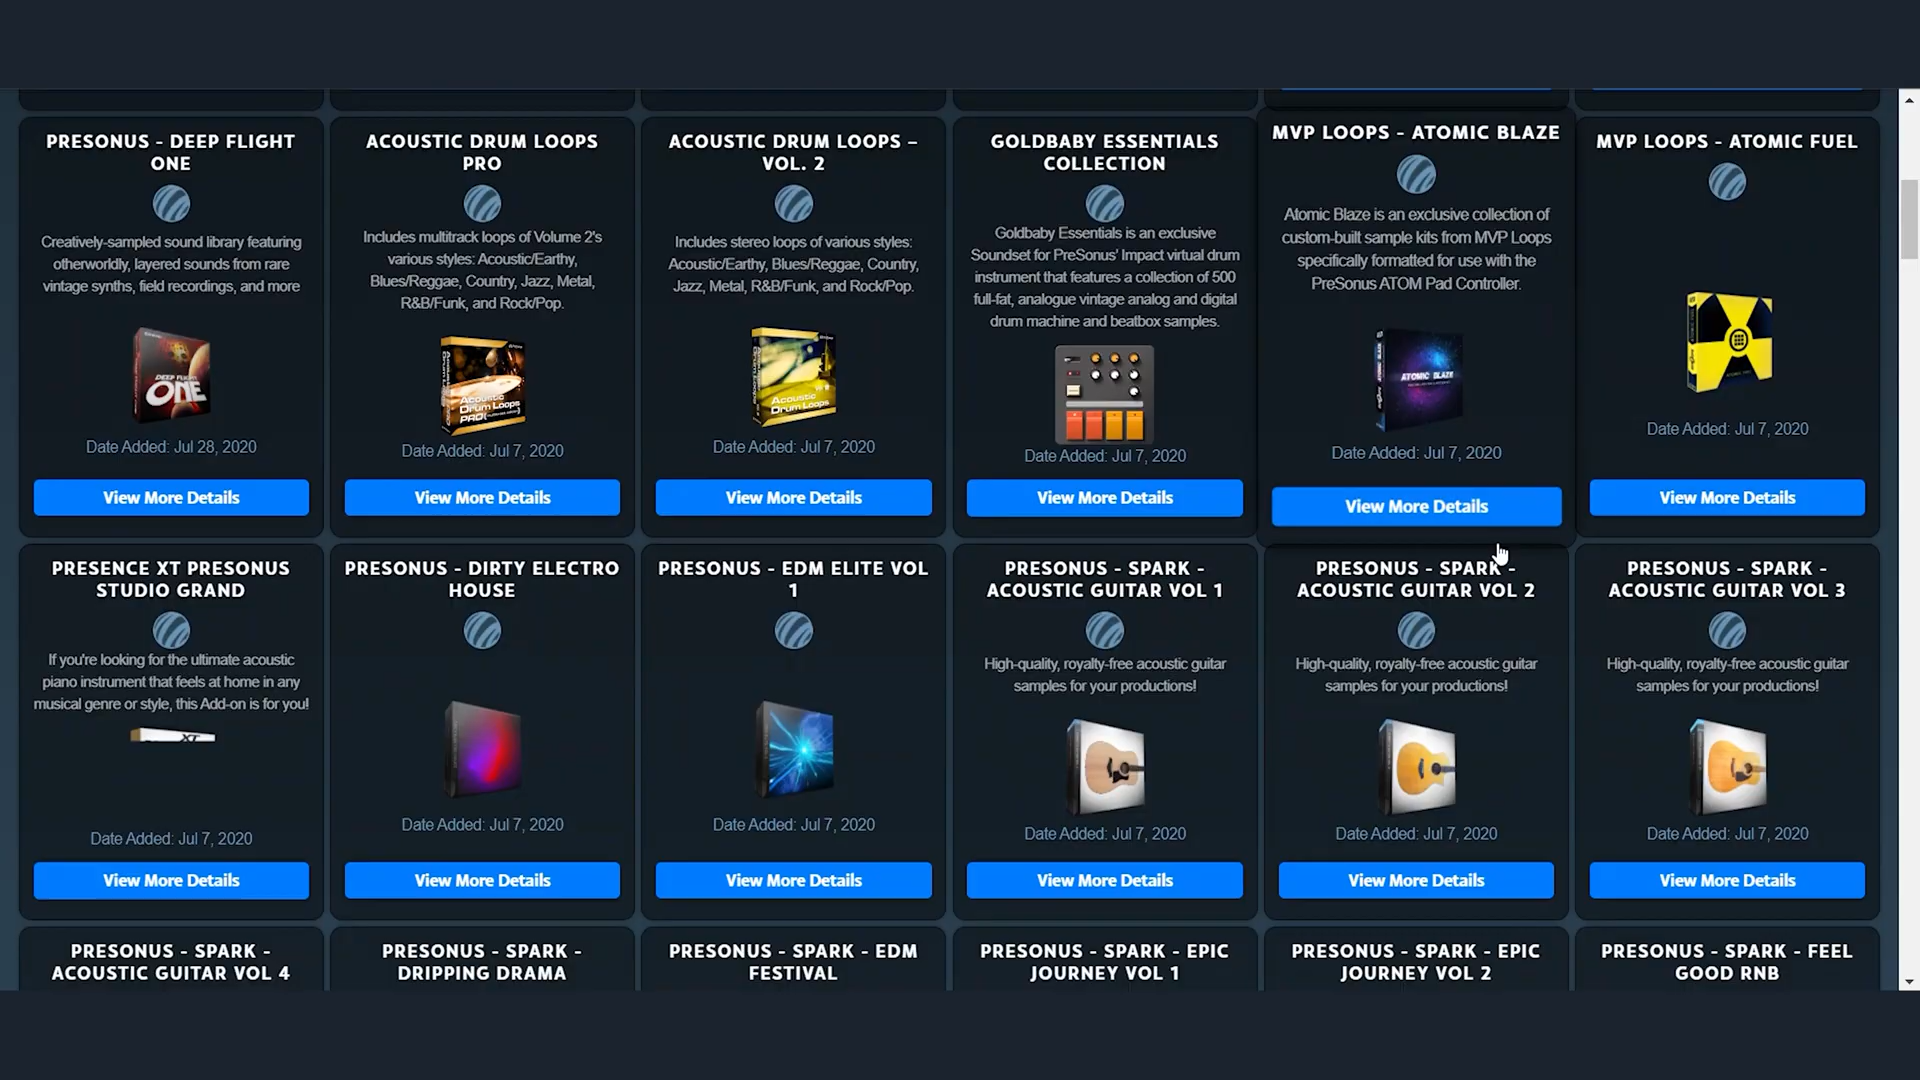 PRESONUS - DEEP FLIGHT
ONE
Creatively-sampled sound library featuring
otherworldly, layered sounds from rare
vintage synths, field recordings, and more
DEEP FLIGHT
ONE
Date Added: Jul 28, 2020
View More Details
ACOUSTIC DRUM LOOPS
PRO
Includes multitrack loops of Volume 2's
various styles: Acoustic/Earthy,
Blues/Reggae, Country, Jazz, Metal,
R&B/Funk, and Rock/Pop.
Acoustic
Drum Loops
PRO
Date Added: Jul 7, 2020
View More Details
ACOUSTIC DRUM LOOPS –
VOL. 2
Includes stereo loops of various styles:
Acoustic/Earthy, Blues/Reggae, Country,
Jazz, Metal, R&B/Funk, and Rock/Pop.
Acoustic
Drum Loops
Date Added: Jul 7, 2020
View More Details
GOLDBABY ESSENTIALS
COLLECTION
Goldbaby Essentials is an exclusive
Soundset for PreSonus' Impact virtual drum
instrument that features a collection of 500
full-fat, analogue vintage analog and digital
drum machine and beatbox samples.
Date Added: Jul 7, 2020
View More Details
MVP LOOPS - ATOMIC BLAZE
Atomic Blaze is an exclusive collection of
custom-built sample kits from MVP Loops
specifically formatted for use with the
PreSonus ATOM Pad Controller.
ATOMIC BLAZE
Date Added: Jul 7, 2020
View More Details
MVP LOOPS - ATOMIC FUEL
Date Added: Jul 7, 2020
View More Details
PRESENCE XT PRESONUS
STUDIO GRAND
If you're looking for the ultimate acoustic
piano instrument that feels at home in any
musical genre or style, this Add-on is for you!
XT
Date Added: Jul 7, 2020
View More Details
PRESONUS - DIRTY ELECTRO
HOUSE
Date Added: Jul 7, 2020
View More Details
PRESONUS - EDM ELITE VOL
1
Date Added: Jul 7, 2020
View More Details
PRESONUS - SPARK -
ACOUSTIC GUITAR VOL 1
High-quality, royalty-free acoustic guitar
samples for your productions!
Date Added: Jul 7, 2020
View More Details
PRESONUS - SPARK -
ACOUSTIC GUITAR VOL 2
High-quality, royalty-free acoustic guitar
samples for your productions!
Date Added: Jul 7, 2020
View More Details
PRESONUS - SPARK -
ACOUSTIC GUITAR VOL 3
High-quality, royalty-free acoustic guitar
samples for your productions!
Date Added: Jul 7, 2020
View More Details
PRESONUS - SPARK -
ACOUSTIC GUITAR VOL 4
PRESONUS - SPARK -
DRIPPING DRAMA
PRESONUS - SPARK - EDM
FESTIVAL
PRESONUS - SPARK - EPIC
JOURNEY VOL 1
PRESONUS - SPARK - EPIC
JOURNEY VOL 2
PRESONUS - SPARK - FEEL
GOOD RNB